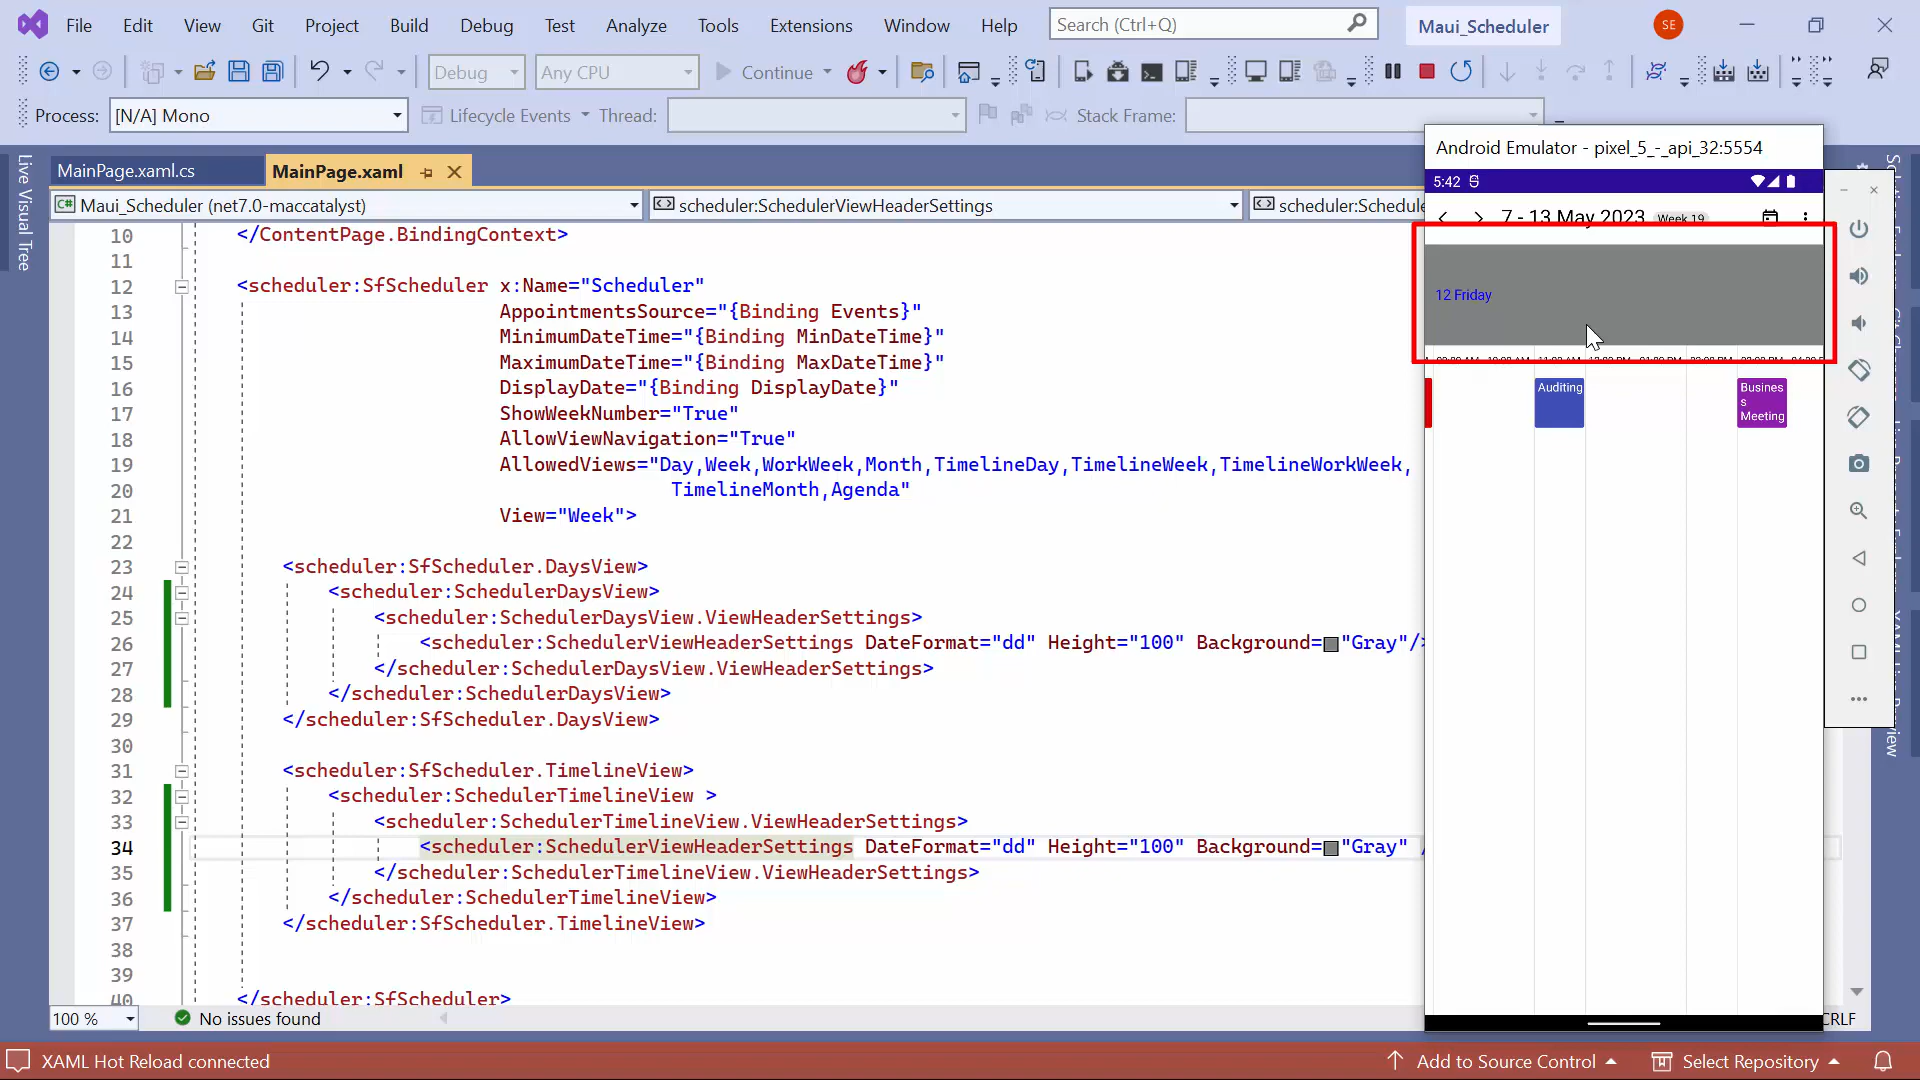 File Edit View Git Project Build Debug Test Analyze Tools Extensions Window Help Search (Ctrl+Q) Maui_Scheduler SE
Debug Any CPU Continue
Process: [N/A] Mono Lifecycle Events Thread: Stack Frame:
Live Visual Tree
MainPage.xaml.cs MainPage.xaml
Maui_Scheduler (net7.0-maccatalyst) scheduler:SchedulerViewHeaderSettings scheduler:Schedule
10 </ContentPage.BindingContext>
11
12 <scheduler:SfScheduler x:Name="Scheduler"
13 AppointmentsSource="{Binding Events}"
14 MinimumDateTime="{Binding MinDateTime}"
15 MaximumDateTime="{Binding MaxDateTime}"
16 DisplayDate="{Binding DisplayDate}"
17 ShowWeekNumber="True"
18 AllowViewNavigation="True"
19 AllowedViews="Day,Week,WorkWeek,Month,TimelineDay,TimelineWeek,TimelineWorkWeek,
20 TimelineMonth,Agenda"
21 View="Week">
22
23 <scheduler:SfScheduler.DaysView>
24 <scheduler:SchedulerDaysView>
25 <scheduler:SchedulerDaysView.ViewHeaderSettings>
26 <scheduler:SchedulerViewHeaderSettings DateFormat="dd" Height="100" Background="Gray"/>
27 </scheduler:SchedulerDaysView.ViewHeaderSettings>
28 </scheduler:SchedulerDaysView>
29 </scheduler:SfScheduler.DaysView>
30
31 <scheduler:SfScheduler.TimelineView>
32 <scheduler:SchedulerTimelineView >
33 <scheduler:SchedulerTimelineView.ViewHeaderSettings>
34 <scheduler:SchedulerViewHeaderSettings DateFormat="dd" Height="100" Background="Gray" /
35 </scheduler:SchedulerTimelineView.ViewHeaderSettings>
36 </scheduler:SchedulerTimelineView>
37 </scheduler:SfScheduler.TimelineView>
38
39
40 </scheduler:SfScheduler>
100 % No issues found CRLF
Android Emulator - pixel_5_-_api_32:5554
5:42
7 - 13 May 2023 Week 19
12 Friday
Auditing
Busines
s
Meeting
XAML Hot Reload connected Add to Source Control Select Repository